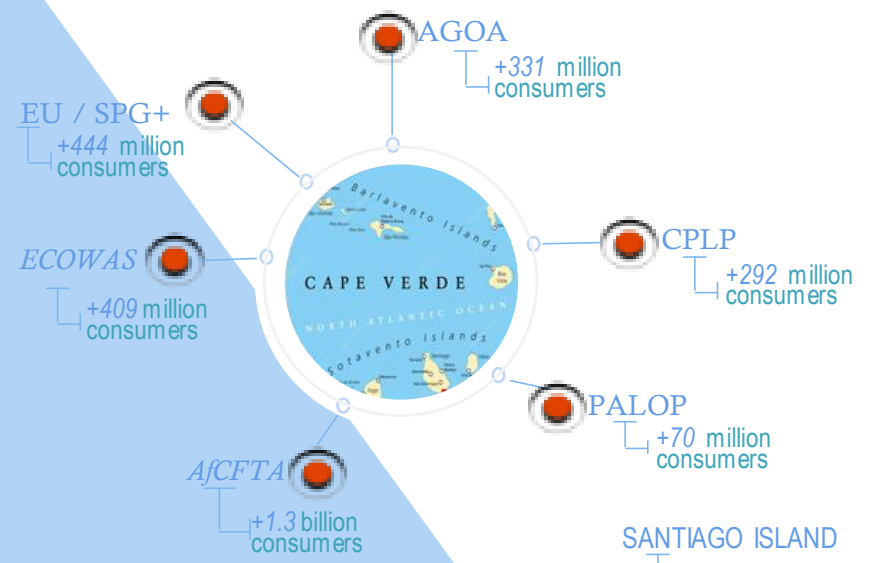 AGOA
+331 million
consumers
EU / SPG+
+444 million
consumers
ECOWAS
+409 million
consumers
CPLP
+292 million
consumers
PALOP
+70 million
consumers
AfCFTA
+1.3 billion
consumers
Barlavento Islands
CAPE VERDE
NORTH ATLANTIC OCEAN
Sotavento Islands
Santiago
SANTIAGO ISLAND